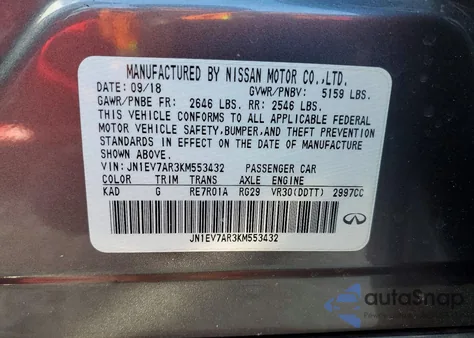 MANUFACTURED BY NISSAN MOTOR CO.,LTD.
DATE: 09/18 GVWR/PNBV: 5159 LBS.
GAWR/PNBE FR: 2646 LBS. RR: 2546 LBS.
THIS VEHICLE CONFORMS TO ALL APPLICABLE FEDERAL
MOTOR VEHICLE SAFETY, BUMPER, AND THEFT PREVENTION
STANDARDS IN EFFECT ON THE DATE OF MANUFACTURE
SHOWN ABOVE.
VIN: JN1EV7AR3KM553432 PASSENGER CAR
COLOR TRIM TRANS AXLE ENGINE
KAD G RE7R01A RG29 VR30(DDTT) 2997CC
JN1EV7AR3KM553432
autoSnap